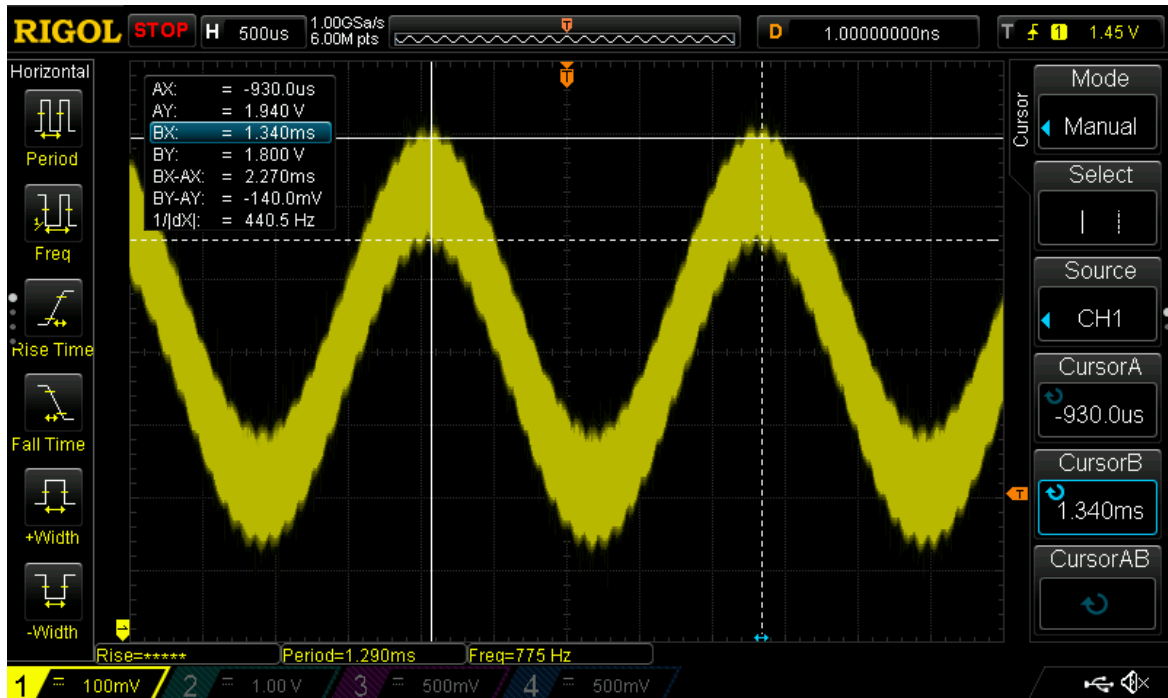 RIGOL STOP H 500us 1.00GSa/s 6.00M pts T D 1.00000000ns T 1 1.45 V
Horizontal
Period
Freq
Rise Time
Fall Time
+Width
-Width
T
AX: = -930.0us
AY: = 1.940 V
BX: = 1.340ms
BY: = 1.800 V
BX-AX: = 2.270ms
BY-AY: = -140.0mV
1/|dX|: = 440.5 Hz
T
Cursor
Mode
Manual
Select
Source
CH1
CursorA
-930.0us
CursorB
1.340ms
CursorAB
Rise=***** Period=1.290ms Freq=775 Hz
1 = 100mV 2 = 1.00 V 3 = 500mV 4 = 500mV